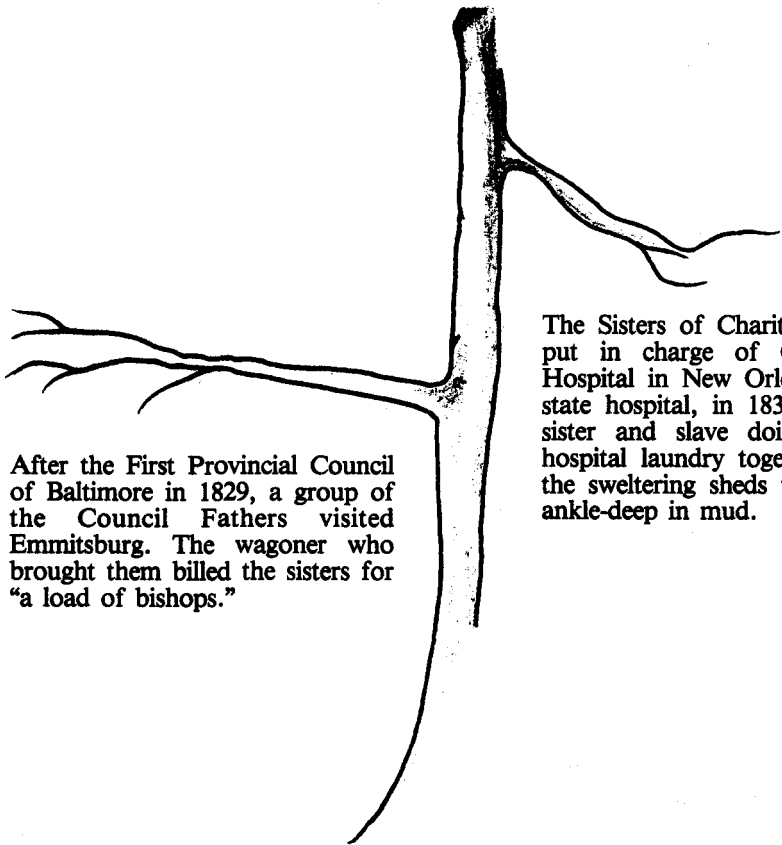 After the First Provincial Council
of Baltimore in 1829, a group of
the Council Fathers visited
Emmitsburg. The wagoner who
brought them billed the sisters for
“a load of bishops.”
The Sisters of Charit
put in charge of
Hospital in New Orl
state hospital, in 183
sister and slave doi
hospital laundry toge
the sweltering sheds
ankle-deep in mud.